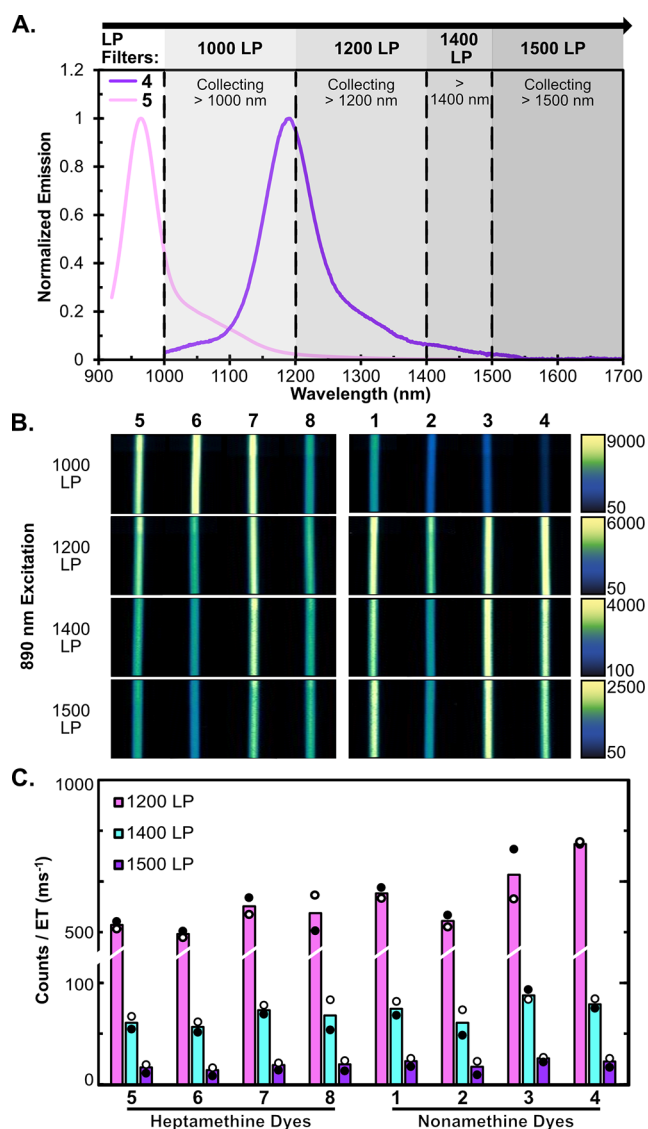 A.
LP
Filters:
1000 LP
1200 LP
1400
LP
1500 LP
Collecting
> 1000 nm
Collecting
> 1200 nm
>
1400 nm
Collecting
> 1500 nm
4
5
Normalized Emission
1.2
1
0.8
0.6
0.4
0.2
0
900 1000 1100 1200 1300 1400 1500 1600 1700
Wavelength (nm)
B.
5 6 7 8 1 2 3 4
890 nm Excitation
1000
LP
9000
50
1200
LP
6000
50
1400
LP
4000
100
1500
LP
2500
50
C.
Counts / ET (ms⁻¹)
1000
500
100
0
1200 LP
1400 LP
1500 LP
5 6 7 8 1 2 3 4
Heptamethine Dyes Nonamethine Dyes